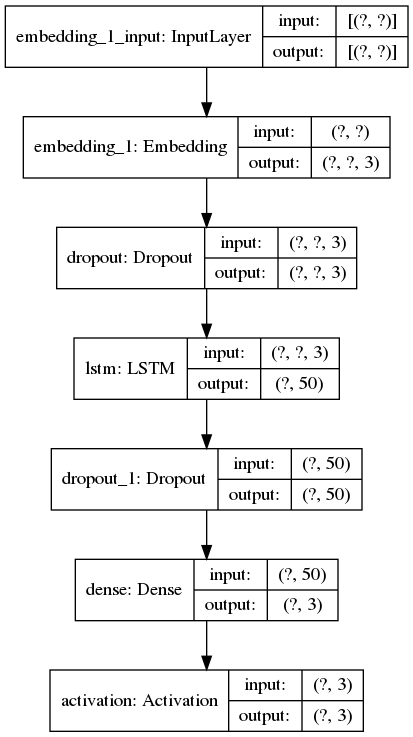 embedding_1_input: InputLayer
input: [(?, ?)]
output: [(?, ?)]
embedding_1: Embedding
input: (?, ?)
output: (?, ?, 3)
dropout: Dropout
input: (?, ?, 3)
output: (?, ?, 3)
lstm: LSTM
input: (?, ?, 3)
output: (?, 50)
dropout_1: Dropout
input: (?, 50)
output: (?, 50)
dense: Dense
input: (?, 50)
output: (?, 3)
activation: Activation
input: (?, 3)
output: (?, 3)